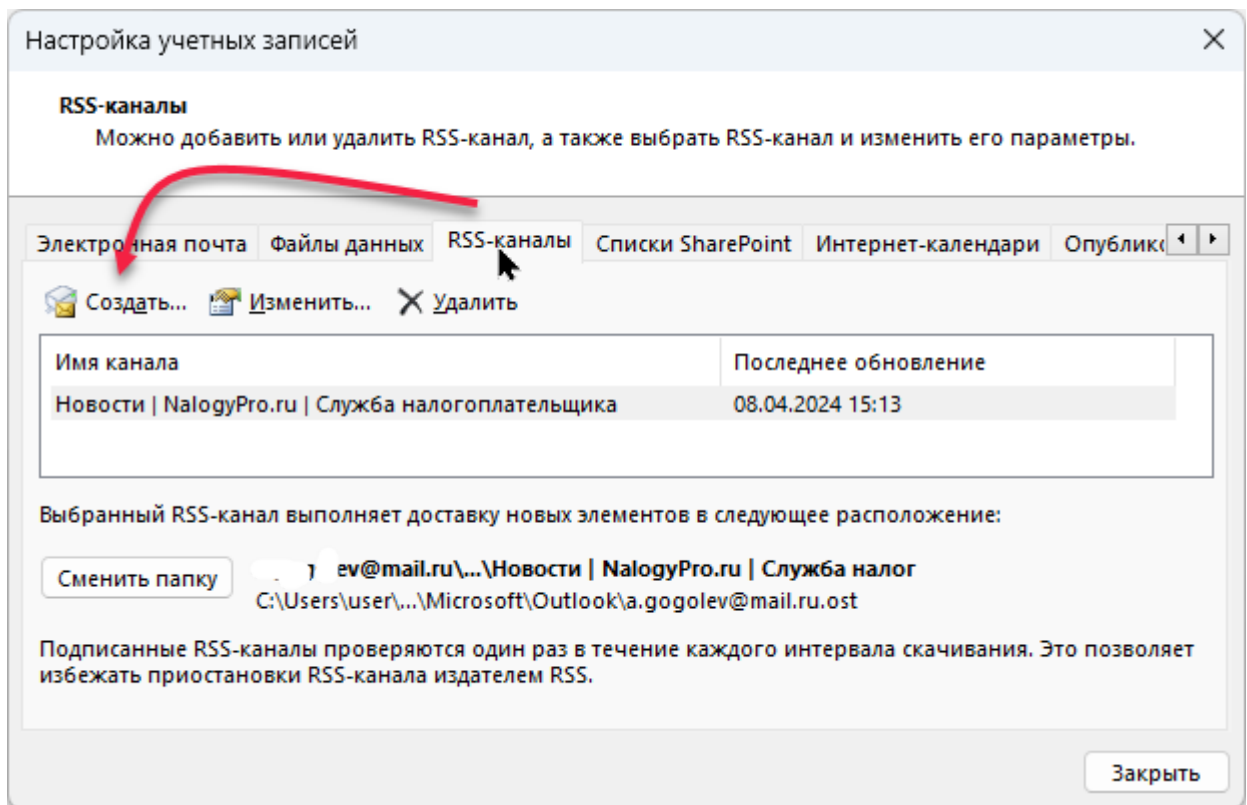 Настройка учетных записей
RSS-каналы
Можно добавить или удалить RSS-канал, а также выбрать RSS-канал и изменить его параметры.
Электронная почта Файлы данных RSS-каналы Списки SharePoint Интернет-календари Опублико
Создать... Изменить... Удалить
Имя канала Последнее обновление
Новости | NalogyPro.ru | Служба налогоплательщика 08.04.2024 15:13
Выбранный RSS-канал выполняет доставку новых элементов в следующее расположение:
Сменить папку ev@mail.ru\...\Новости | NalogyPro.ru | Служба налог
C:\Users\user\...\Microsoft\Outlook\a.gogolev@mail.ru.ost
Подписанные RSS-каналы проверяются один раз в течение каждого интервала скачивания. Это позволяет
избежать приостановки RSS-канала издателем RSS.
Закрыть